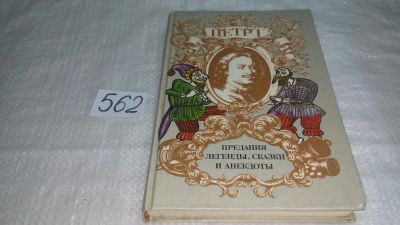 562
ПЕТР I
ПРЕДАНИЯ
ЛЕГЕНДЫ, СКАЗКИ
И АНЕКДОТЫ